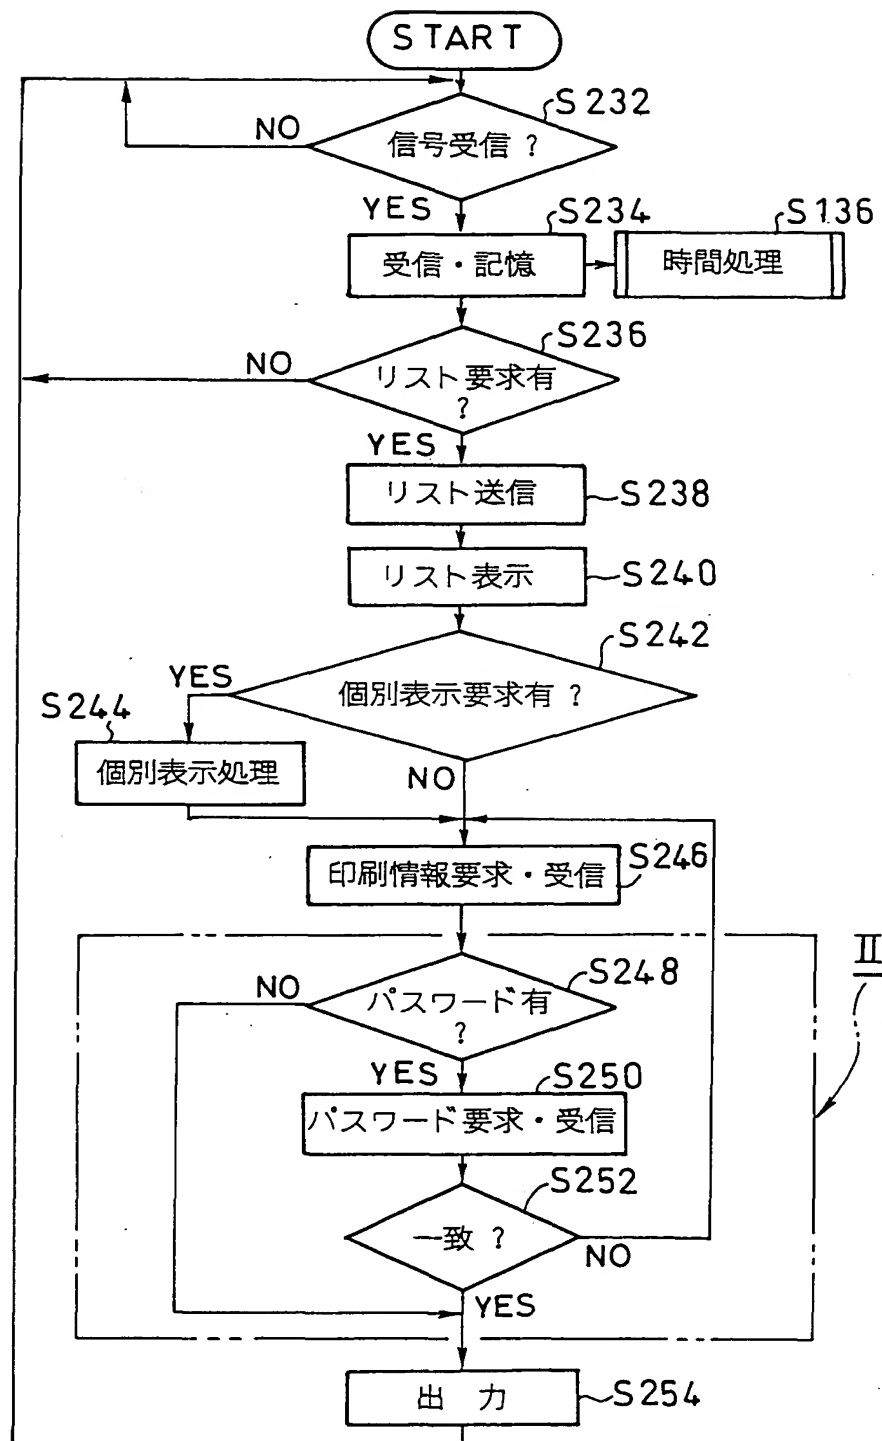 START
S232
NO
信号受信 ?
YES
S234
S136
受信・記憶
時間処理
S236
NO
リスト要求有
?
YES
リスト送信
S238
リスト表示
S240
S242
YES
個別表示要求有 ?
S244
個別表示処理
NO
印刷情報要求・受信
S246
II
S248
NO
パスワード有
?
YES
S250
パスワード要求・受信
S252
一致 ?
NO
YES
出 力
S254